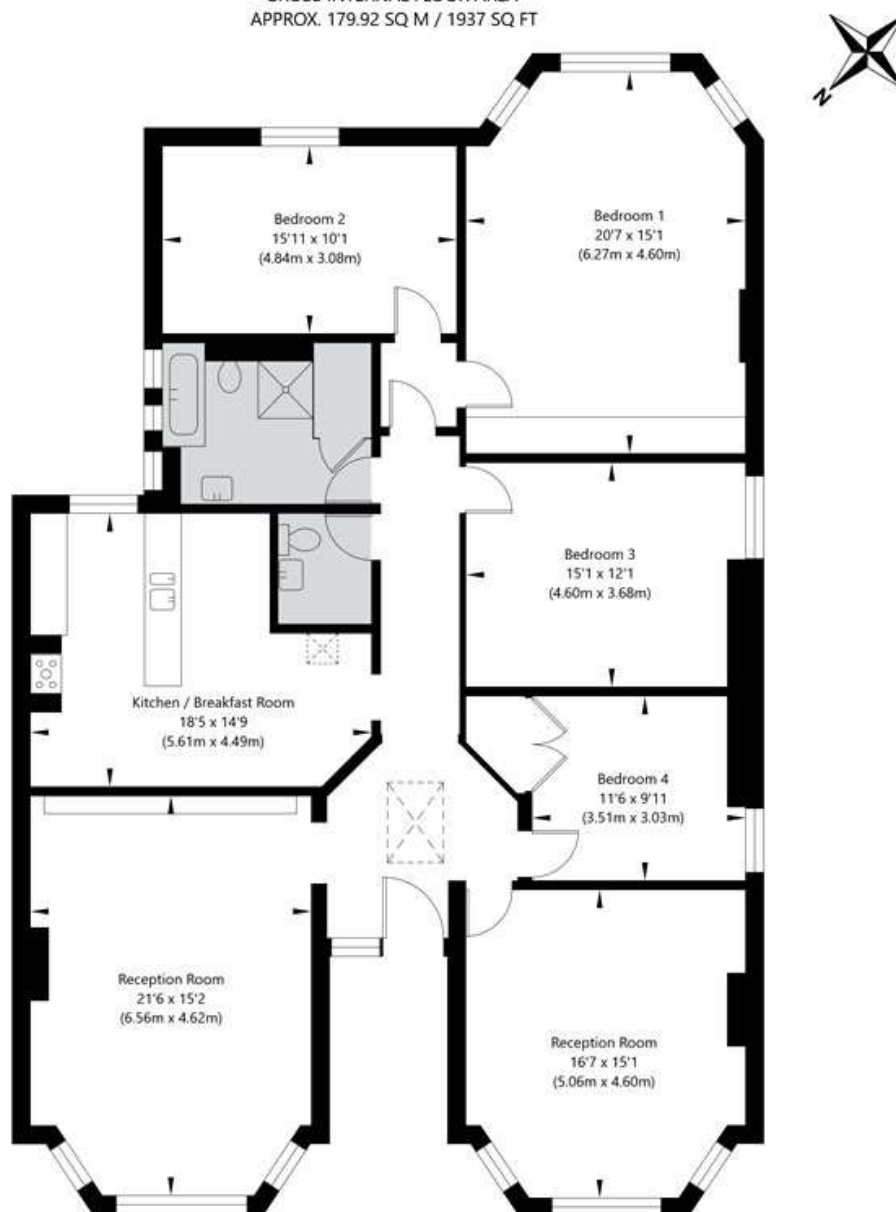 APPROX. 179.92 SQ M / 1937 SQ FT
N
Bedroom 2
15'11 x 10'1
(4.84m x 3.08m)
Bedroom 1
20'7 x 15'1
(6.27m x 4.60m)
Bedroom 3
15'1 x 12'1
(4.60m x 3.68m)
Kitchen / Breakfast Room
18'5 x 14'9
(5.61m x 4.49m)
Bedroom 4
11'6 x 9'11
(3.51m x 3.03m)
Reception Room
21'6 x 15'2
(6.56m x 4.62m)
Reception Room
16'7 x 15'1
(5.06m x 4.60m)